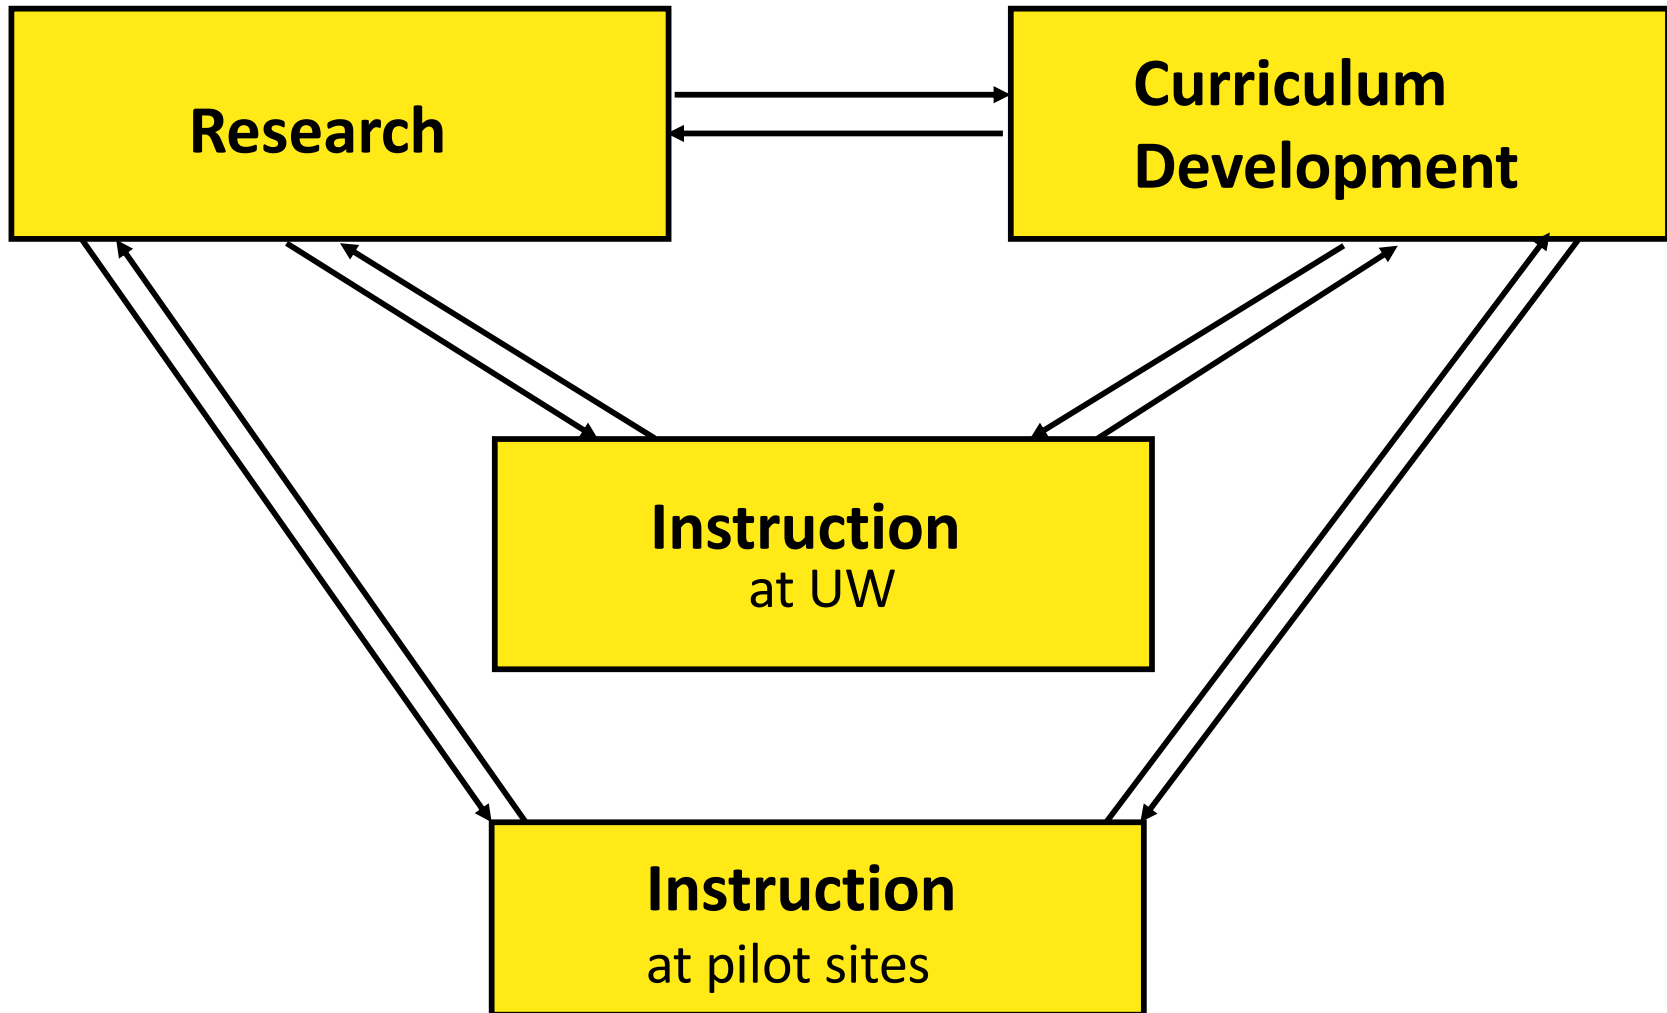 Research
Curriculum
Development
Instruction
at UW
Instruction
at pilot sites